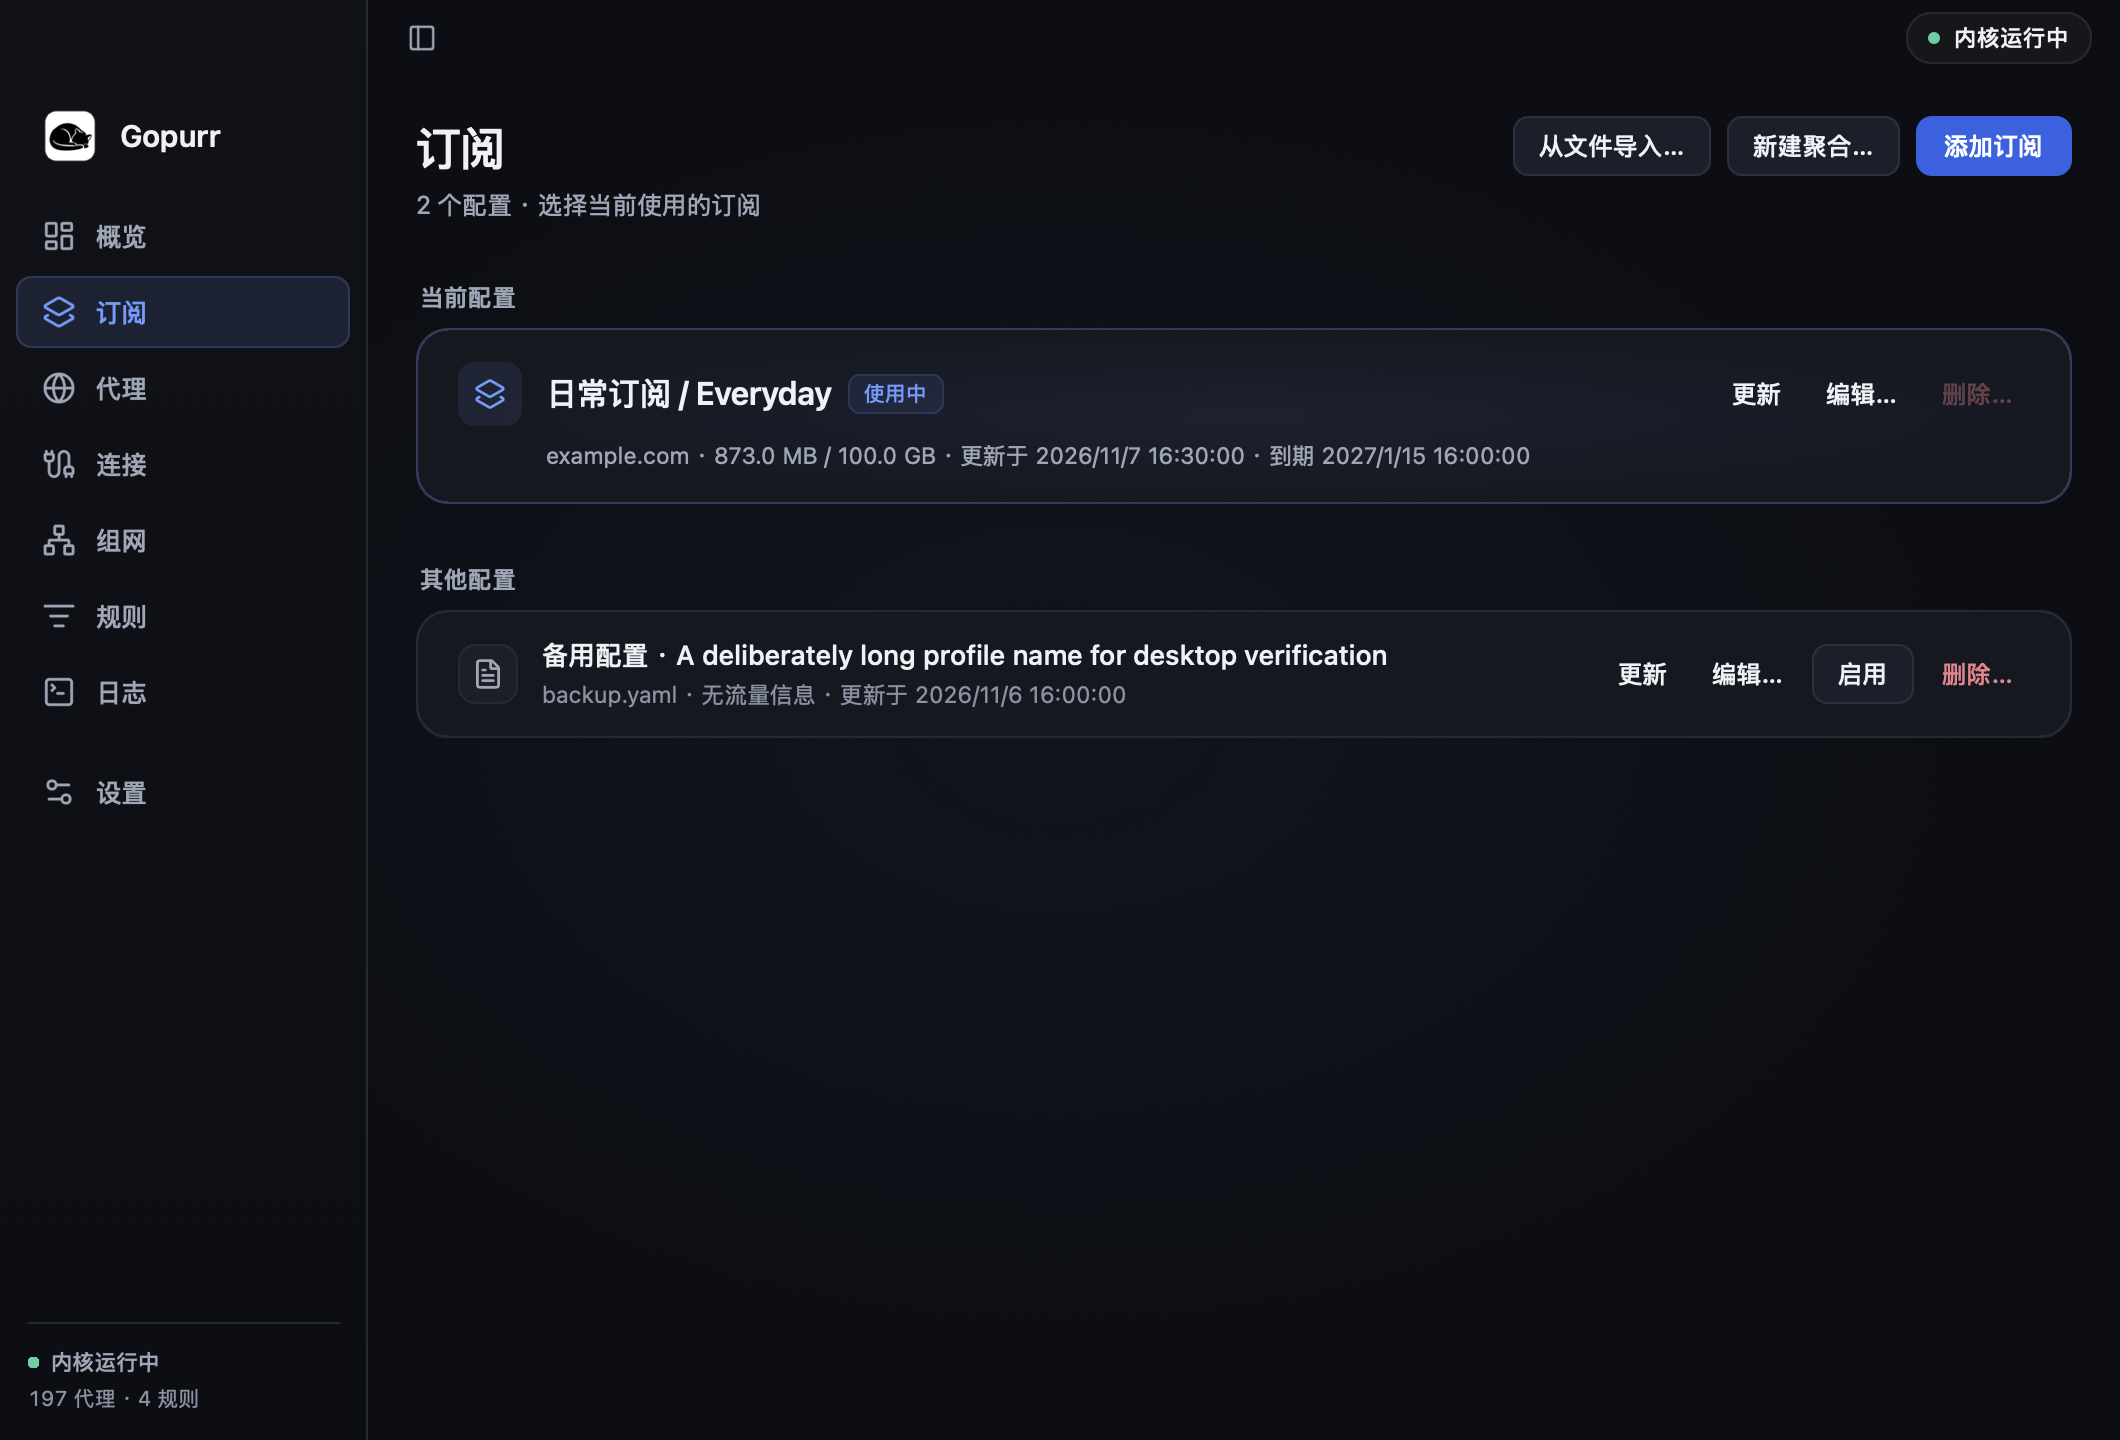 内核运行中
Gopurr
概览
订阅
代理
连接
组网
规则
日志
设置
内核运行中
197 代理 · 4 规则
订阅
2 个配置 · 选择当前使用的订阅
从文件导入...
新建聚合...
添加订阅
当前配置
日常订阅 / Everyday
使用中
更新
编辑...
删除...
example.com · 873.0 MB / 100.0 GB · 更新于 2026/11/7 16:30:00 · 到期 2027/1/15 16:00:00
其他配置
备用配置 · A deliberately long profile name for desktop verification
backup.yaml · 无流量信息 · 更新于 2026/11/6 16:00:00
更新
编辑...
启用
删除...